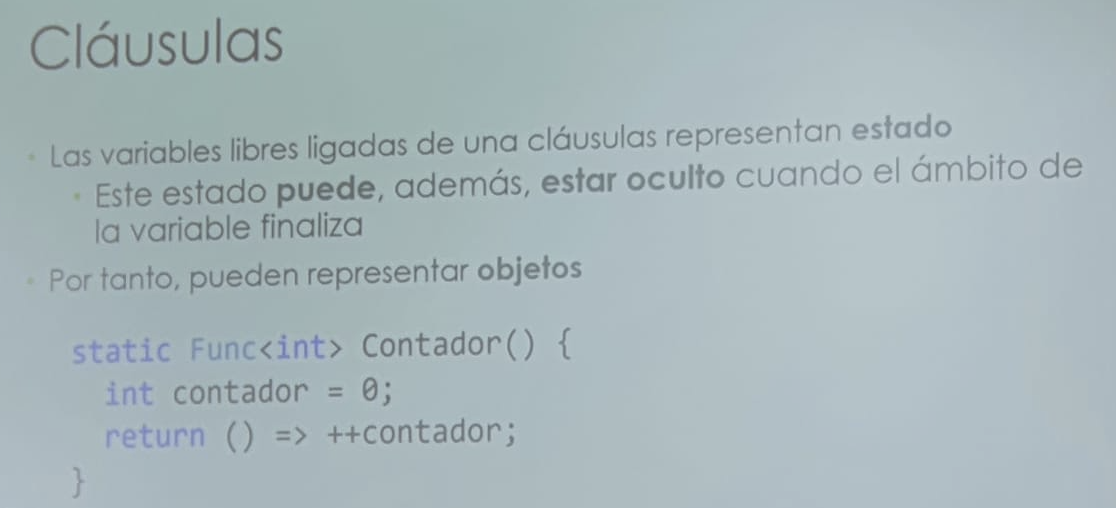 Cláusulas
Las variables libres ligadas de una cláusulas representan estado
Este estado puede, además, estar oculto cuando el ámbito de
la variable finaliza
Por tanto, pueden representar objetos
static Func<int> Contador() {
int contador = 0;
return () => ++contador;
}